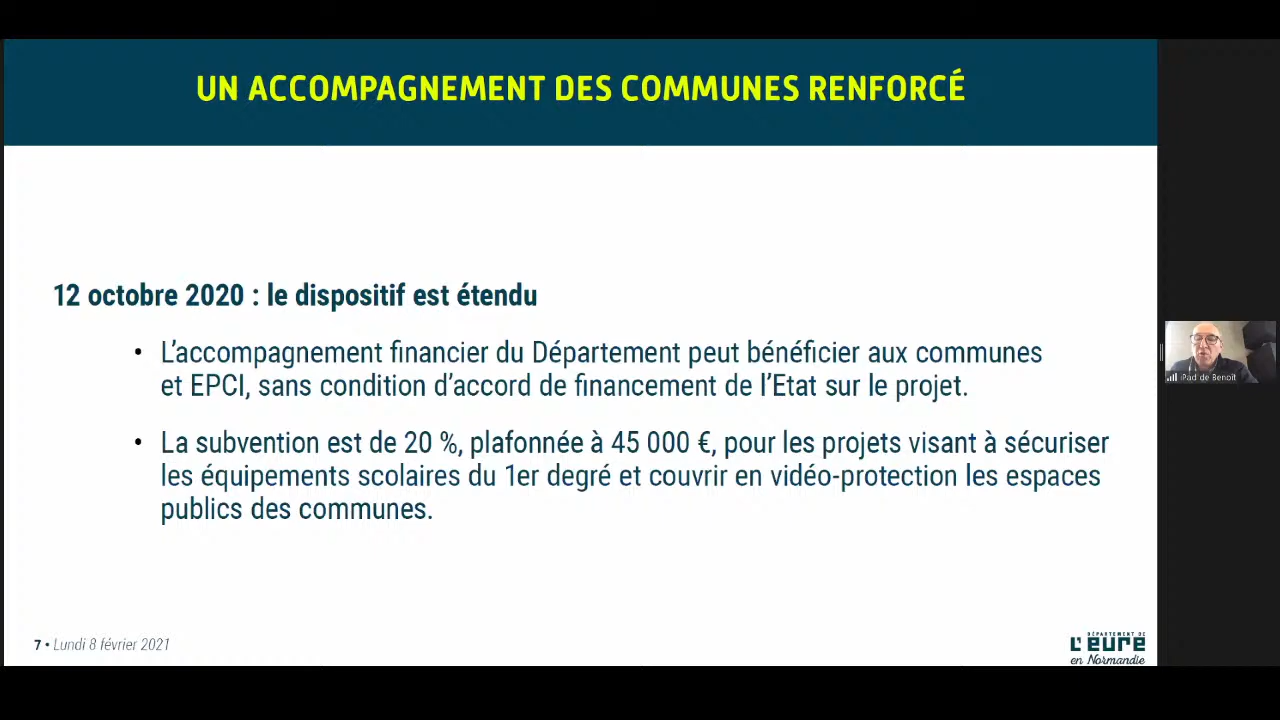 UN ACCOMPAGNEMENT DES COMMUNES RENFORCÉ
12 octobre 2020 : le dispositif est étendu
• L'accompagnement financier du Département peut bénéficier aux communes
et EPCI, sans condition d'accord de financement de l'Etat sur le projet.
• La subvention est de 20 %, plafonnée à 45 000 €, pour les projets visant à sécuriser
les équipements scolaires du 1er degré et couvrir en vidéo-protection les espaces
publics des communes.
iPad de Benoît
7 • Lundi 8 février 2021
DÉPARTEMENT DE
L'EURE
en Normandie